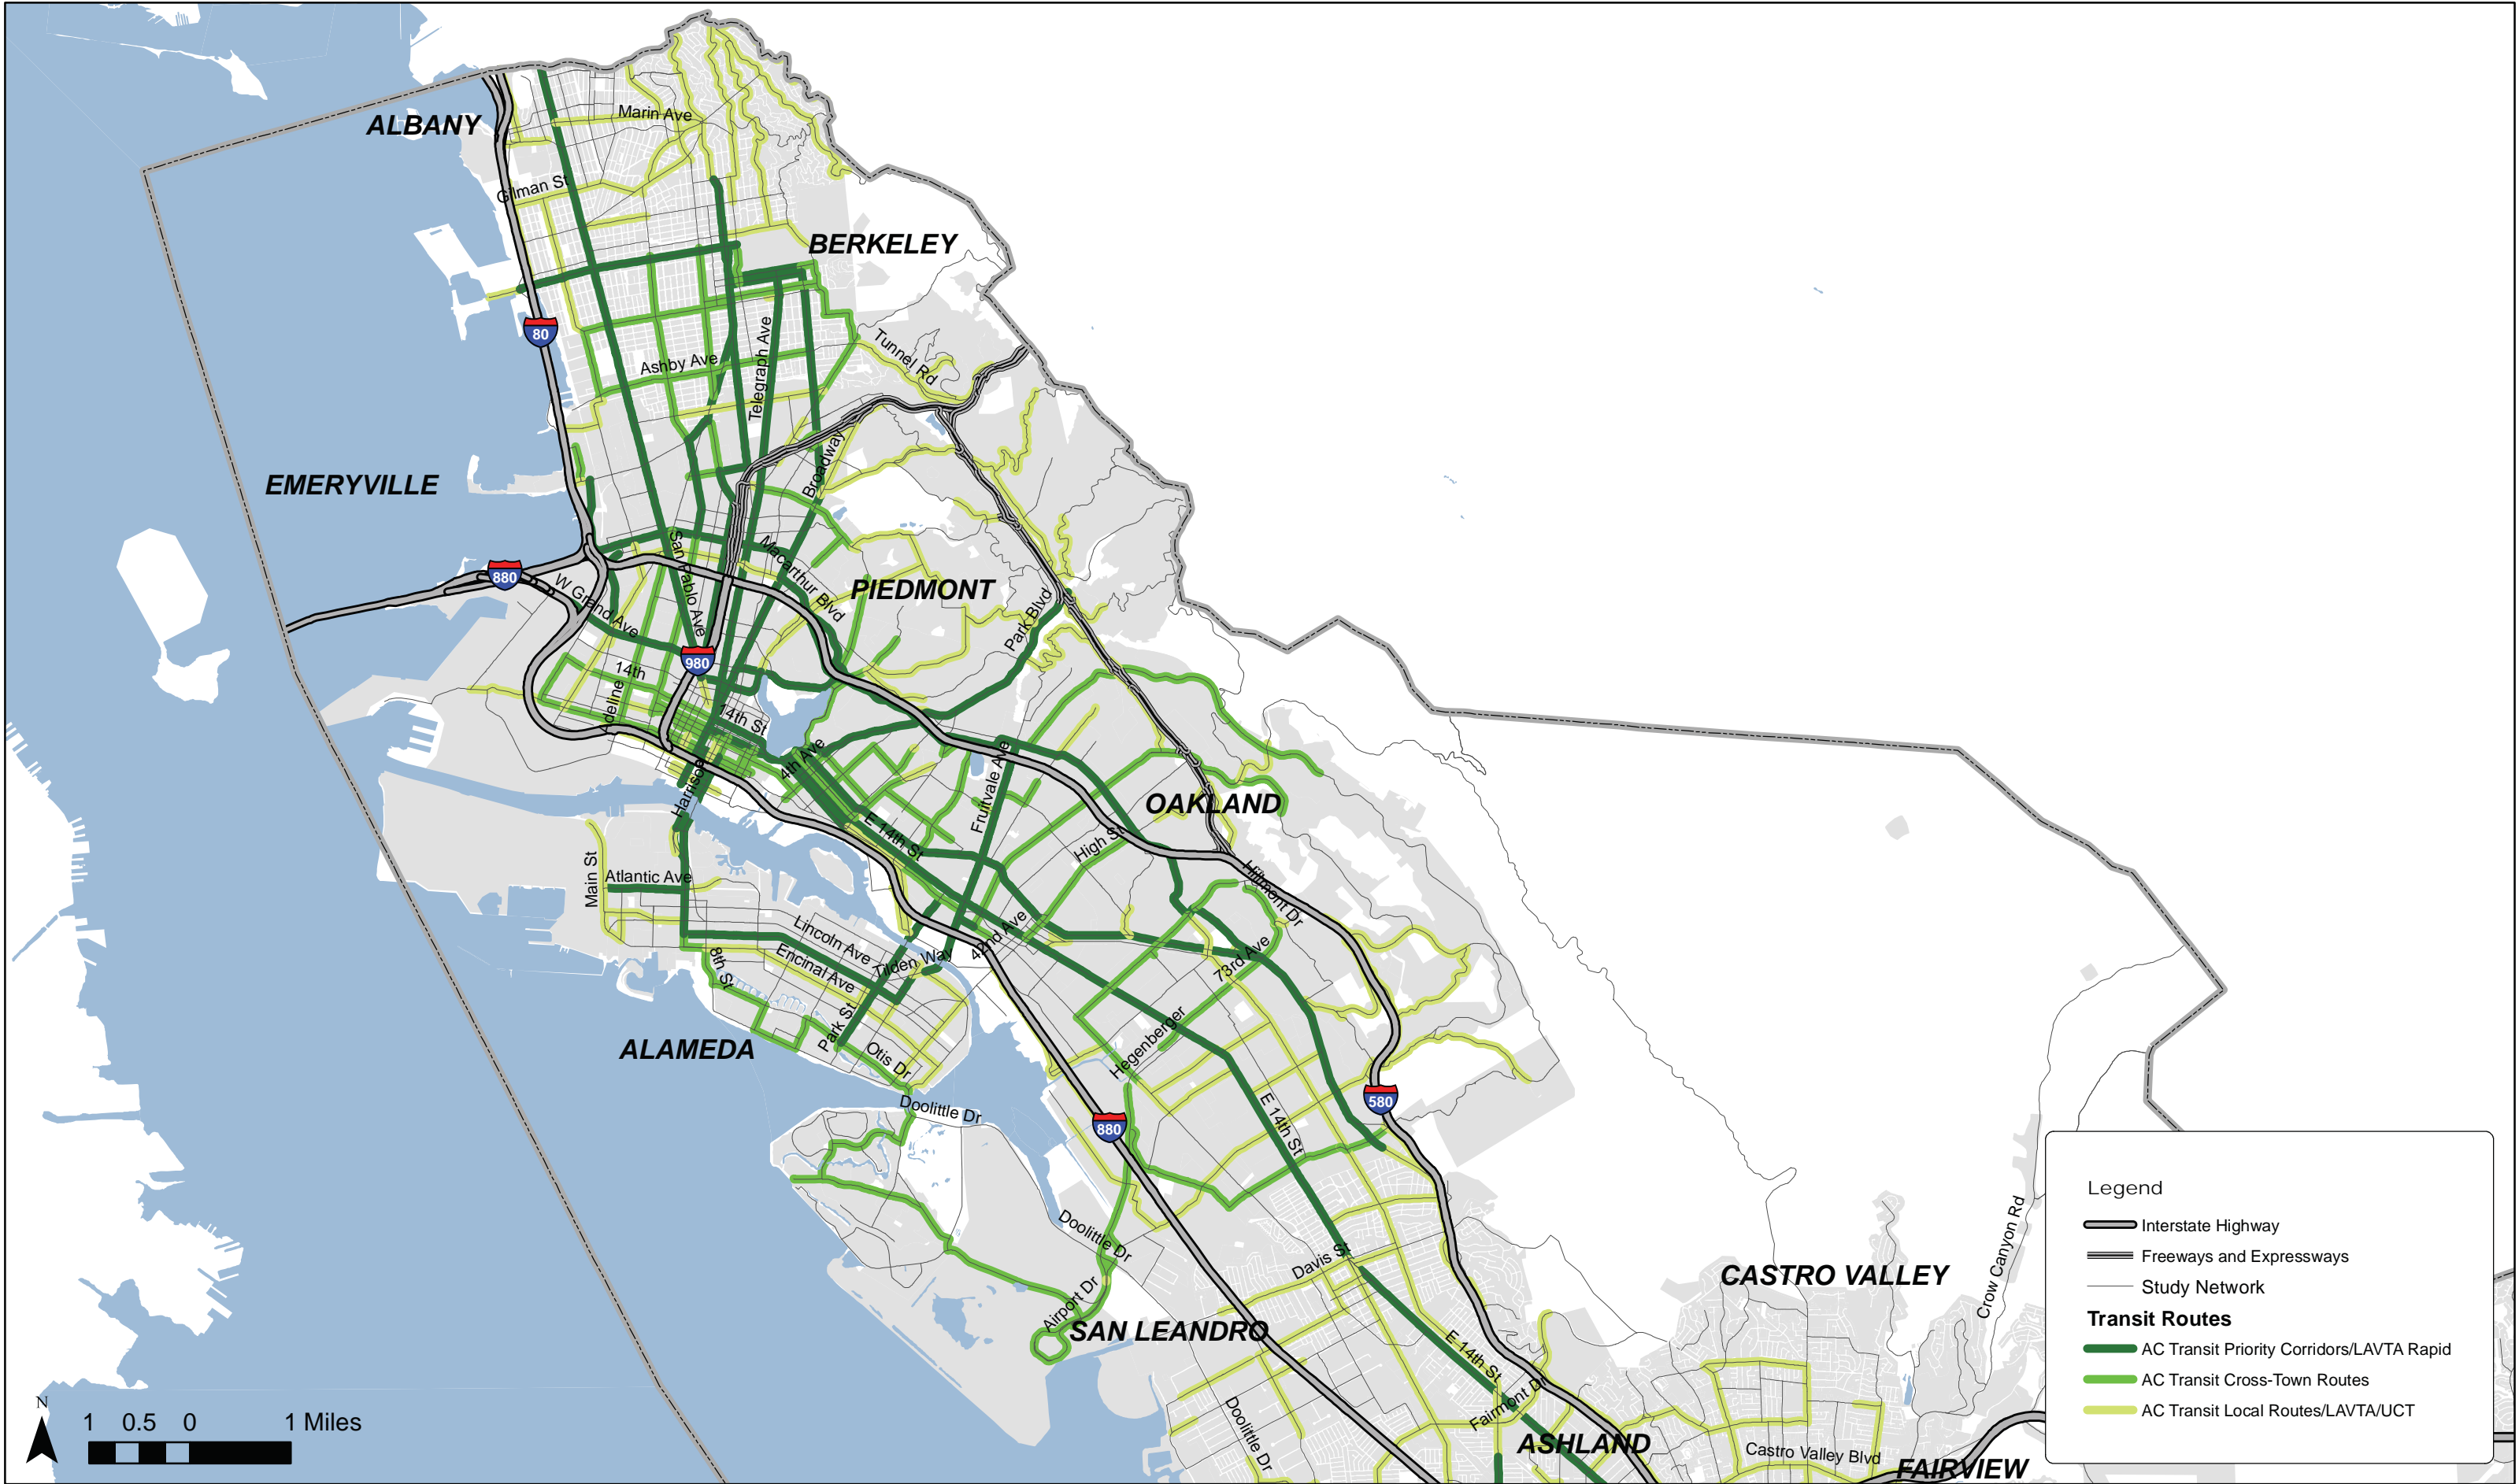 ALBANY
Marin Ave
Gilman St
BERKELEY
80
Tunnel Rd
Ashby Ave
Telegraph Ave
Broadway
EMERYVILLE
San Pablo Ave
Macarthur Blvd
880
W Grand Ave
PIEDMONT
Park Blvd
980
14th
14th St
4th Ave
Harrison
Fruitvale Ave
OAKLAND
E 14th St
High St
Main St
Atlantic Ave
Hillmont Dr
Lincoln Ave
42nd Ave
73rd Ave
Encinal Ave
Tilden Way
8th St
Park St
Hegenberger
ALAMEDA
Otis Dr
Doolittle Dr
E 14th St
580
880
Doolittle Dr
Davis St
Airport Dr
SAN LEANDRO
CASTRO VALLEY
Crow Canyon Rd
E 14th St
Fairmont Dr
Doolittle Dr
ASHLAND
Castro Valley Blvd
FAIRVIEW
N
1 0.5 0 1 Miles
Legend
Interstate Highway
Freeways and Expressways
Study Network
Transit Routes
AC Transit Priority Corridors/LAVTA Rapid
AC Transit Cross-Town Routes
AC Transit Local Routes/LAVTA/UCT